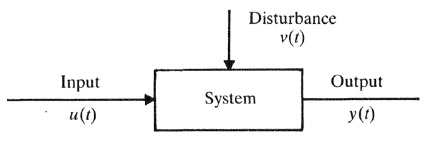 Disturbance
v(t)
Input
u(t)
System
Output
y(t)